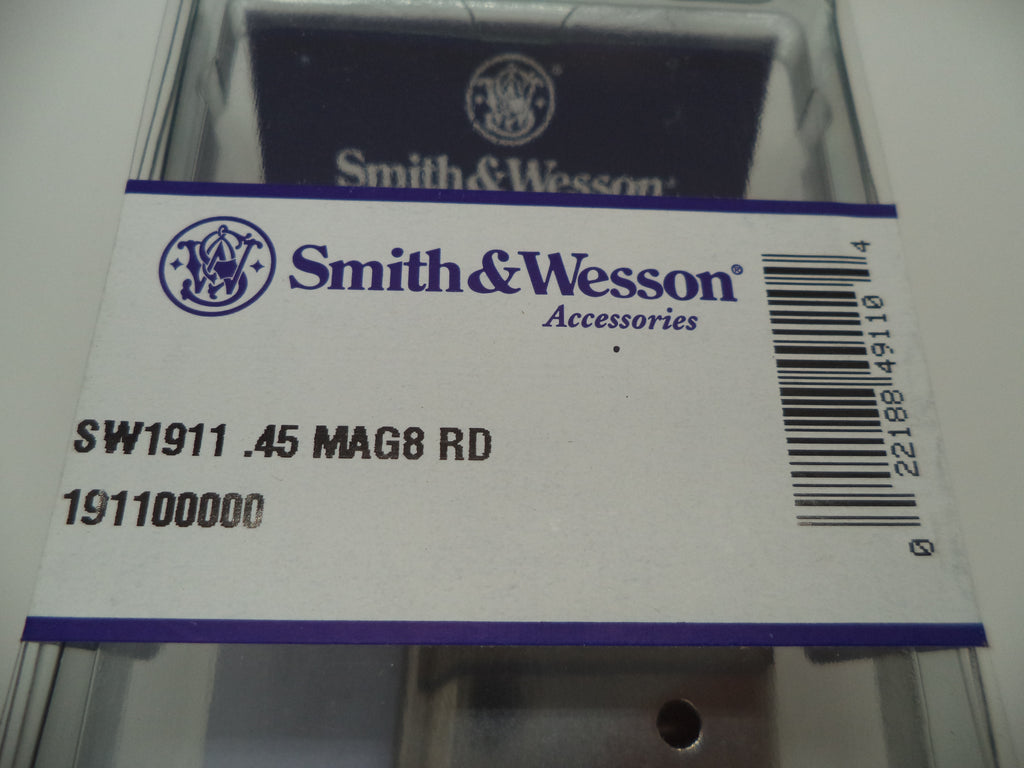 Smith & Wesson
Smith & Wesson®
Accessories
SW1911 .45 MAG8 RD
191100000
0 22188 49110 4